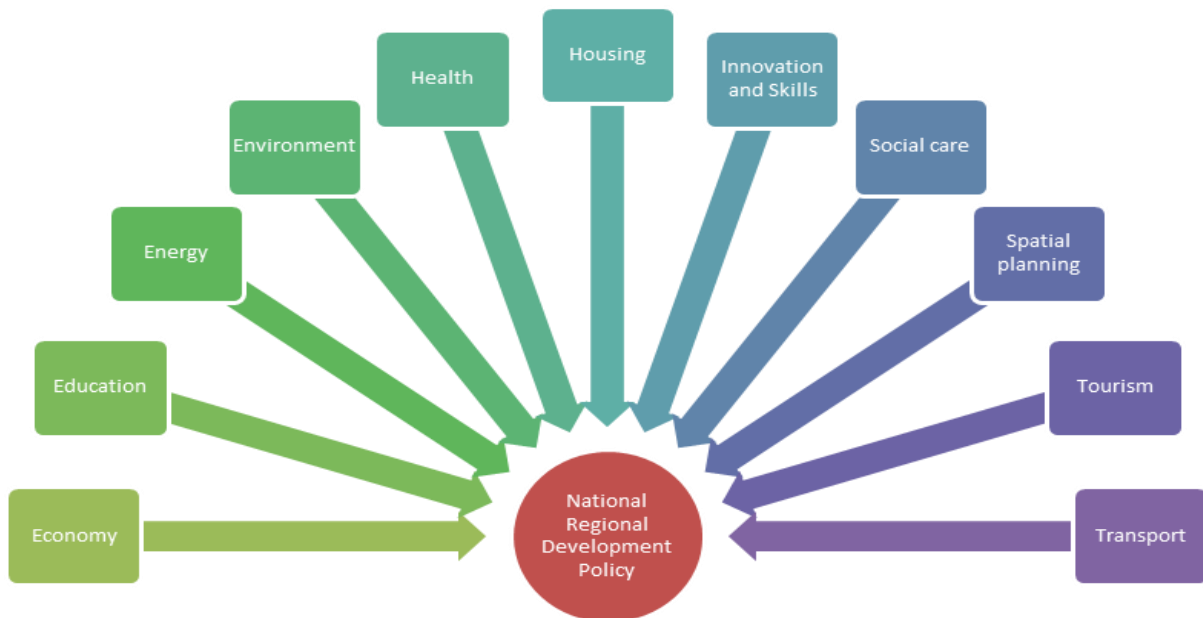 Economy
Education
Energy
Environment
Health
Housing
Innovation
and Skills
Social care
Spatial
planning
Tourism
Transport
National
Regional
Development
Policy